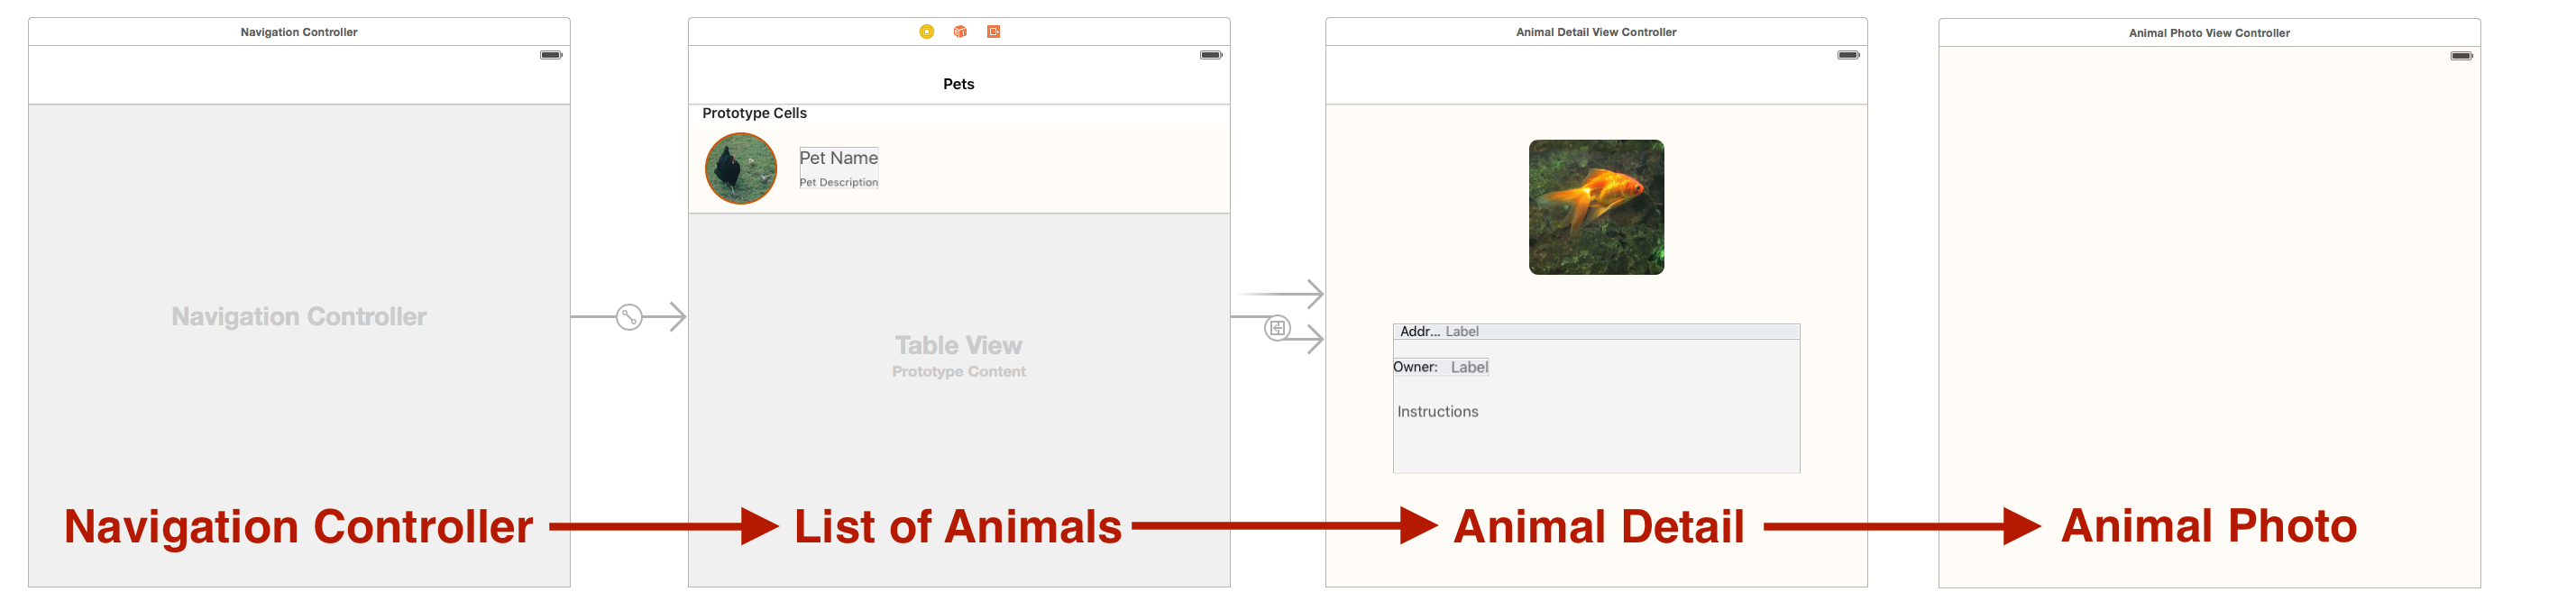 Navigation Controller
Navigation Controller
Navigation Controller
Pets
Prototype Cells
Pet Name
Pet Description
Table View
Prototype Content
List of Animals
Animal Detail View Controller
Addr... Label
Owner: Label
Instructions
Animal Detail
Animal Photo View Controller
Animal Photo